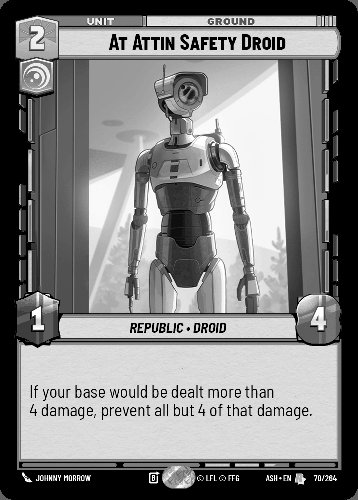 UNIT GROUND
2 AT ATTIN SAFETY DROID
1 4
REPUBLIC • DROID
If your base would be dealt more than
4 damage, prevent all but 4 of that damage.
JOHNNY MORROW © LFL © FFG ASH • EN 70/264